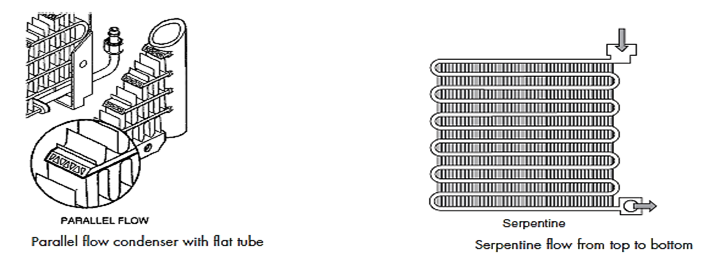 PARALLEL FLOW
Parallel flow condenser with flat tube
Serpentine
Serpentine flow from top to bottom